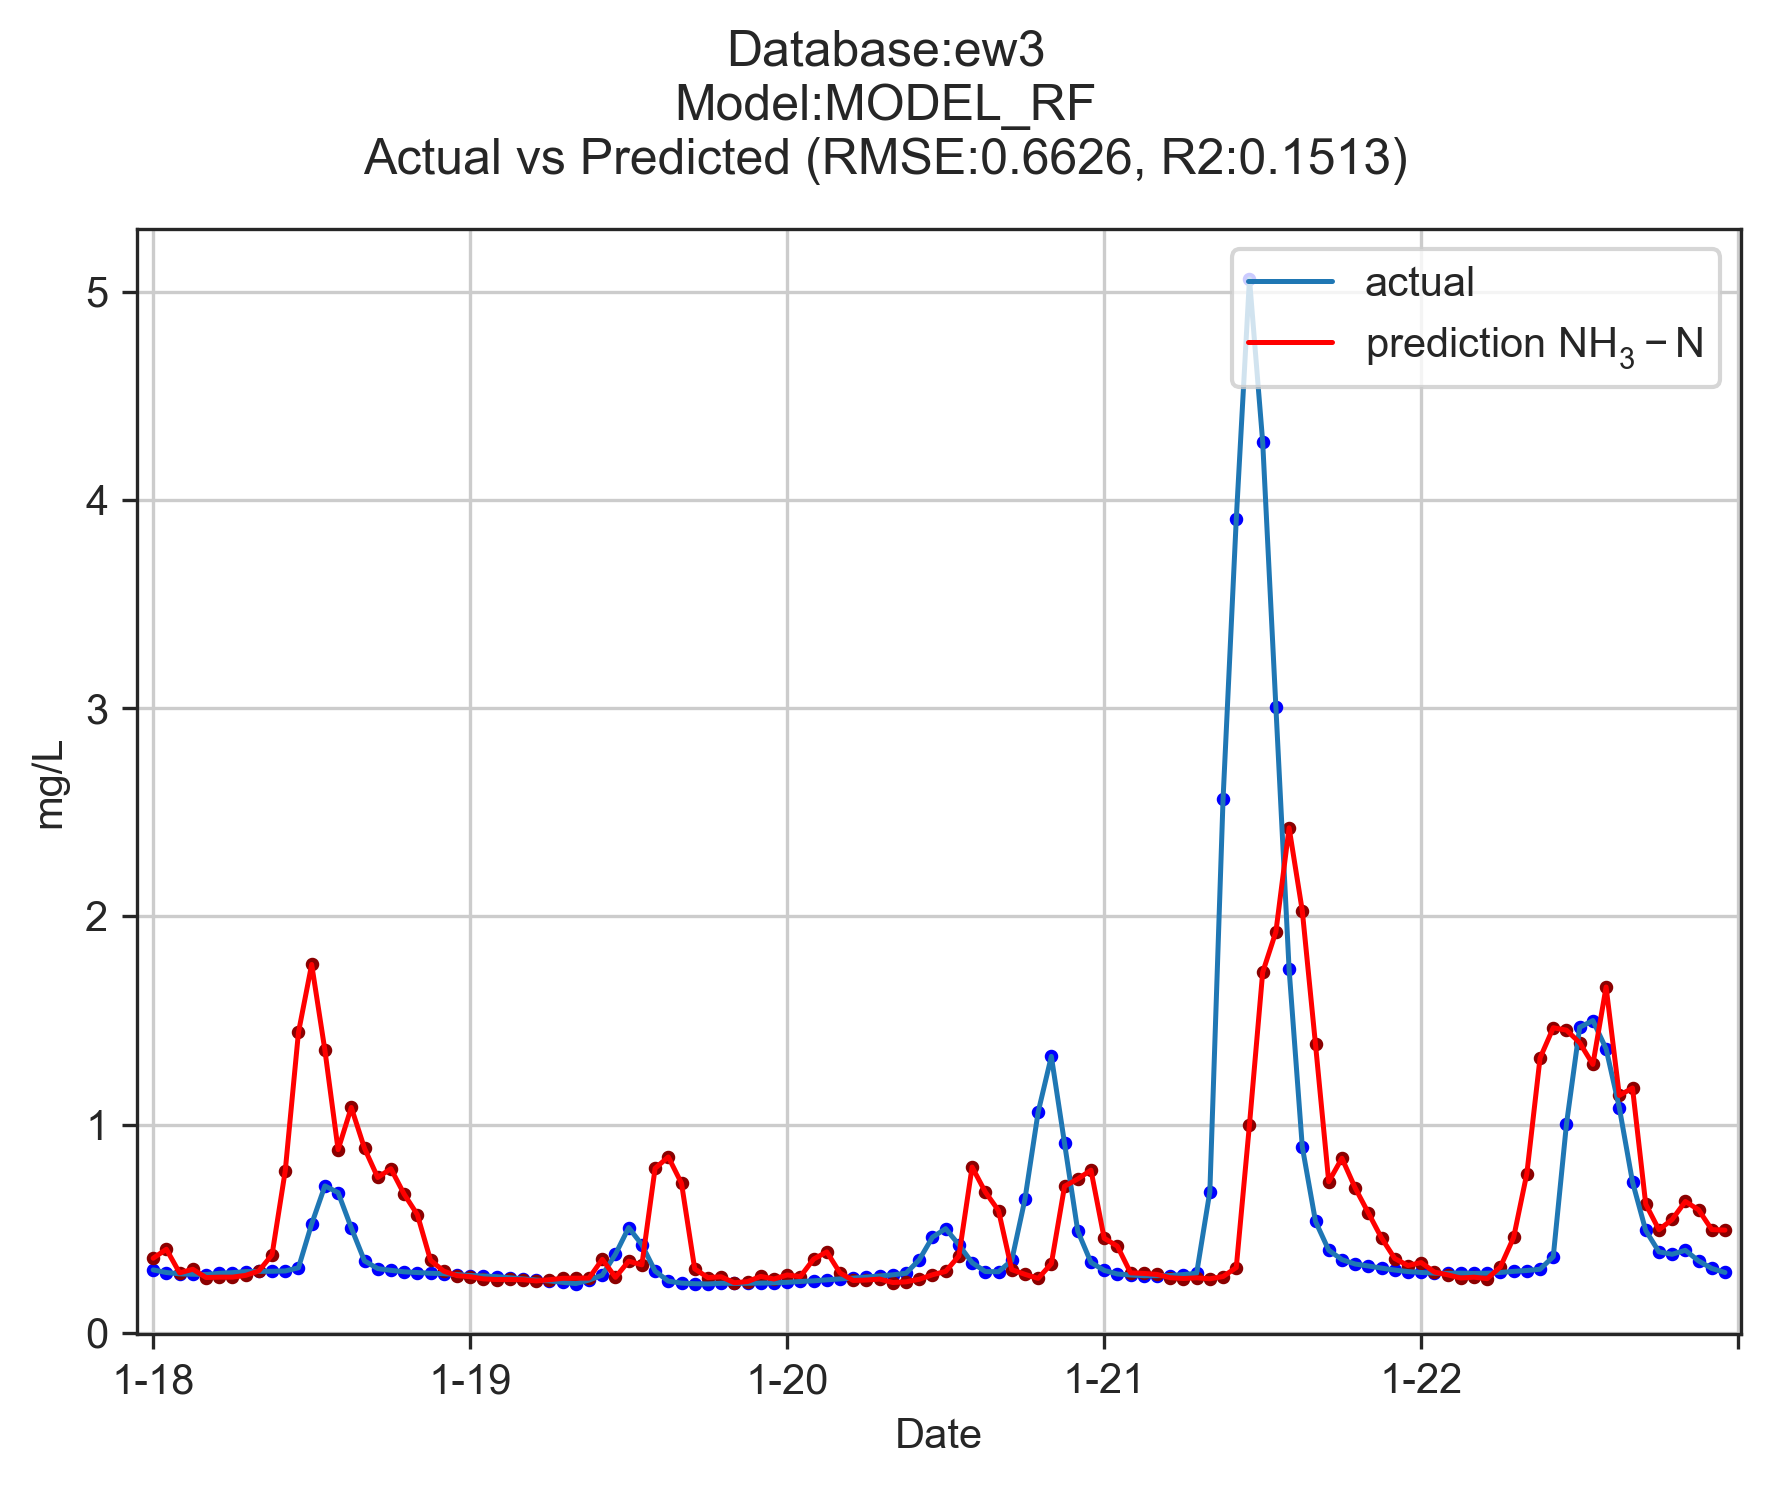 Database:ew3
Model:MODEL_RF
Actual vs Predicted (RMSE:0.6626, R2:0.1513)
actual
prediction NH₃ − N
5
4
3
2
1
0
mg/L
1-18 1-19 1-20 1-21 1-22
Date